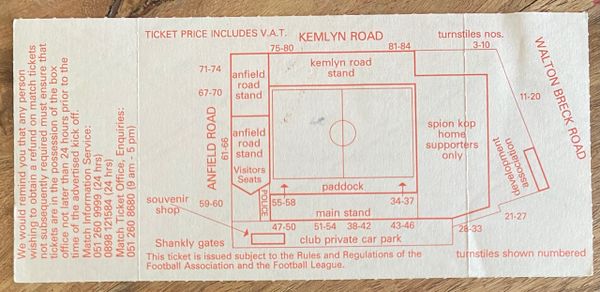 We would remind you that any person
wishing to obtain a refund on match tickets
not subsequently required must ensure that
tickets are in the possession of the box
office not later than 24 hours prior to the
time of the advertised kick off.
Match Information Service:
051 260 9999 (24 hrs)
0898 121584 (24 hrs)
Match Ticket Office, Enquiries:
051 260 8680 (9 am - 5 pm)
TICKET PRICE INCLUDES V.A.T.
KEMLYN ROAD
turnstiles nos.
75-80
81-84
3-10
kemlyn road
stand
71-74
67-70
anfield
road
stand
ANFIELD ROAD
61-66
anfield
road
stand
Visitors
Seats
spion kop
home
supporters
only
WALTON BRECK ROAD
11-20
development
association
59-60
POLICE
paddock
55-58
34-37
souvenir
shop
main stand
47-50
51-54
38-42
43-46
28-33
21-27
Shankly gates
club private car park
This ticket is issued subject to the Rules and Regulations of the
Football Association and the Football League.
turnstiles shown numbered